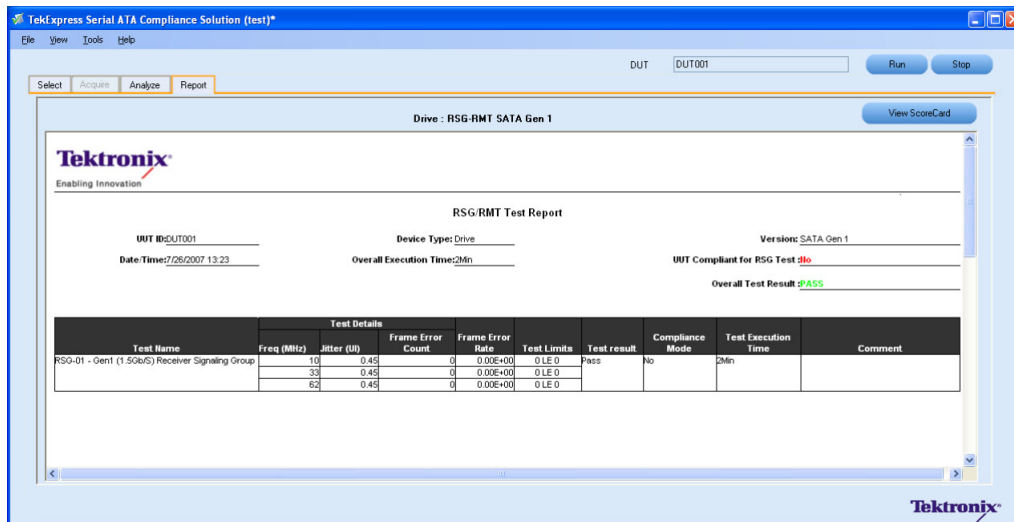 TekExpress Serial ATA Compliance Solution (test)*
File View Tools Help
DUT DUT001 Run Stop
Select Acquire Analyze Report
Drive : RSG-RMT SATA Gen 1 View ScoreCard
Tektronix
Enabling Innovation
RSG/RMT Test Report
UUT ID:DUT001 Device Type: Drive Version: SATA Gen 1
Date/Time:7/26/2007 13:23 Overall Execution Time:2Min UUT Compliant for RSG Test :No
Overall Test Result :PASS
Test Details
Test Name Freq (MHz) Jitter (UI) Frame Error Count Frame Error Rate Test Limits Test result Compliance Mode Test Execution Time Comment
RSG-01 - Gen1 (1.5Gb/S) Receiver Signaling Group 10 0.45 0 0.00E+00 0 LE 0 Pass No 2Min
33 0.45 0 0.00E+00 0 LE 0
62 0.45 0 0.00E+00 0 LE 0
Tektronix